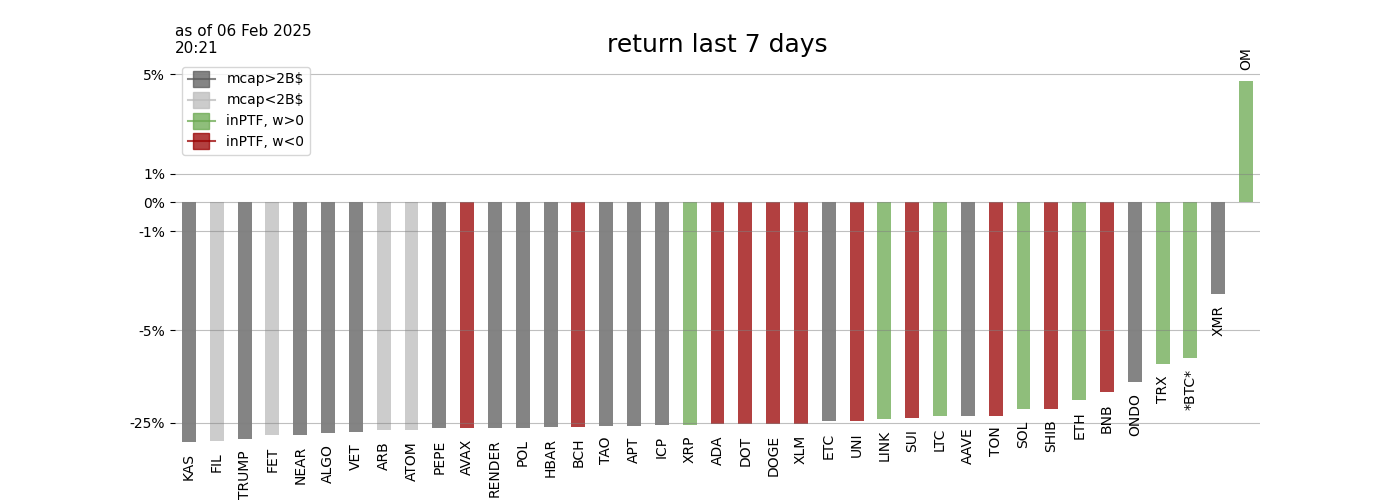 as of 06 Feb 2025
20:21
return last 7 days
mcap>2B$
mcap<2B$
inPTF, w>0
inPTF, w<0
5%
1%
0%
-1%
-5%
-25%
KAS
FIL
TRUMP
FET
NEAR
ALGO
VET
ARB
ATOM
PEPE
AVAX
RENDER
POL
HBAR
BCH
TAO
APT
ICP
XRP
ADA
DOT
DOGE
XLM
ETC
UNI
LINK
SUI
LTC
AAVE
TON
SOL
SHIB
ETH
BNB
ONDO
TRX
*BTC*
XMR
OM